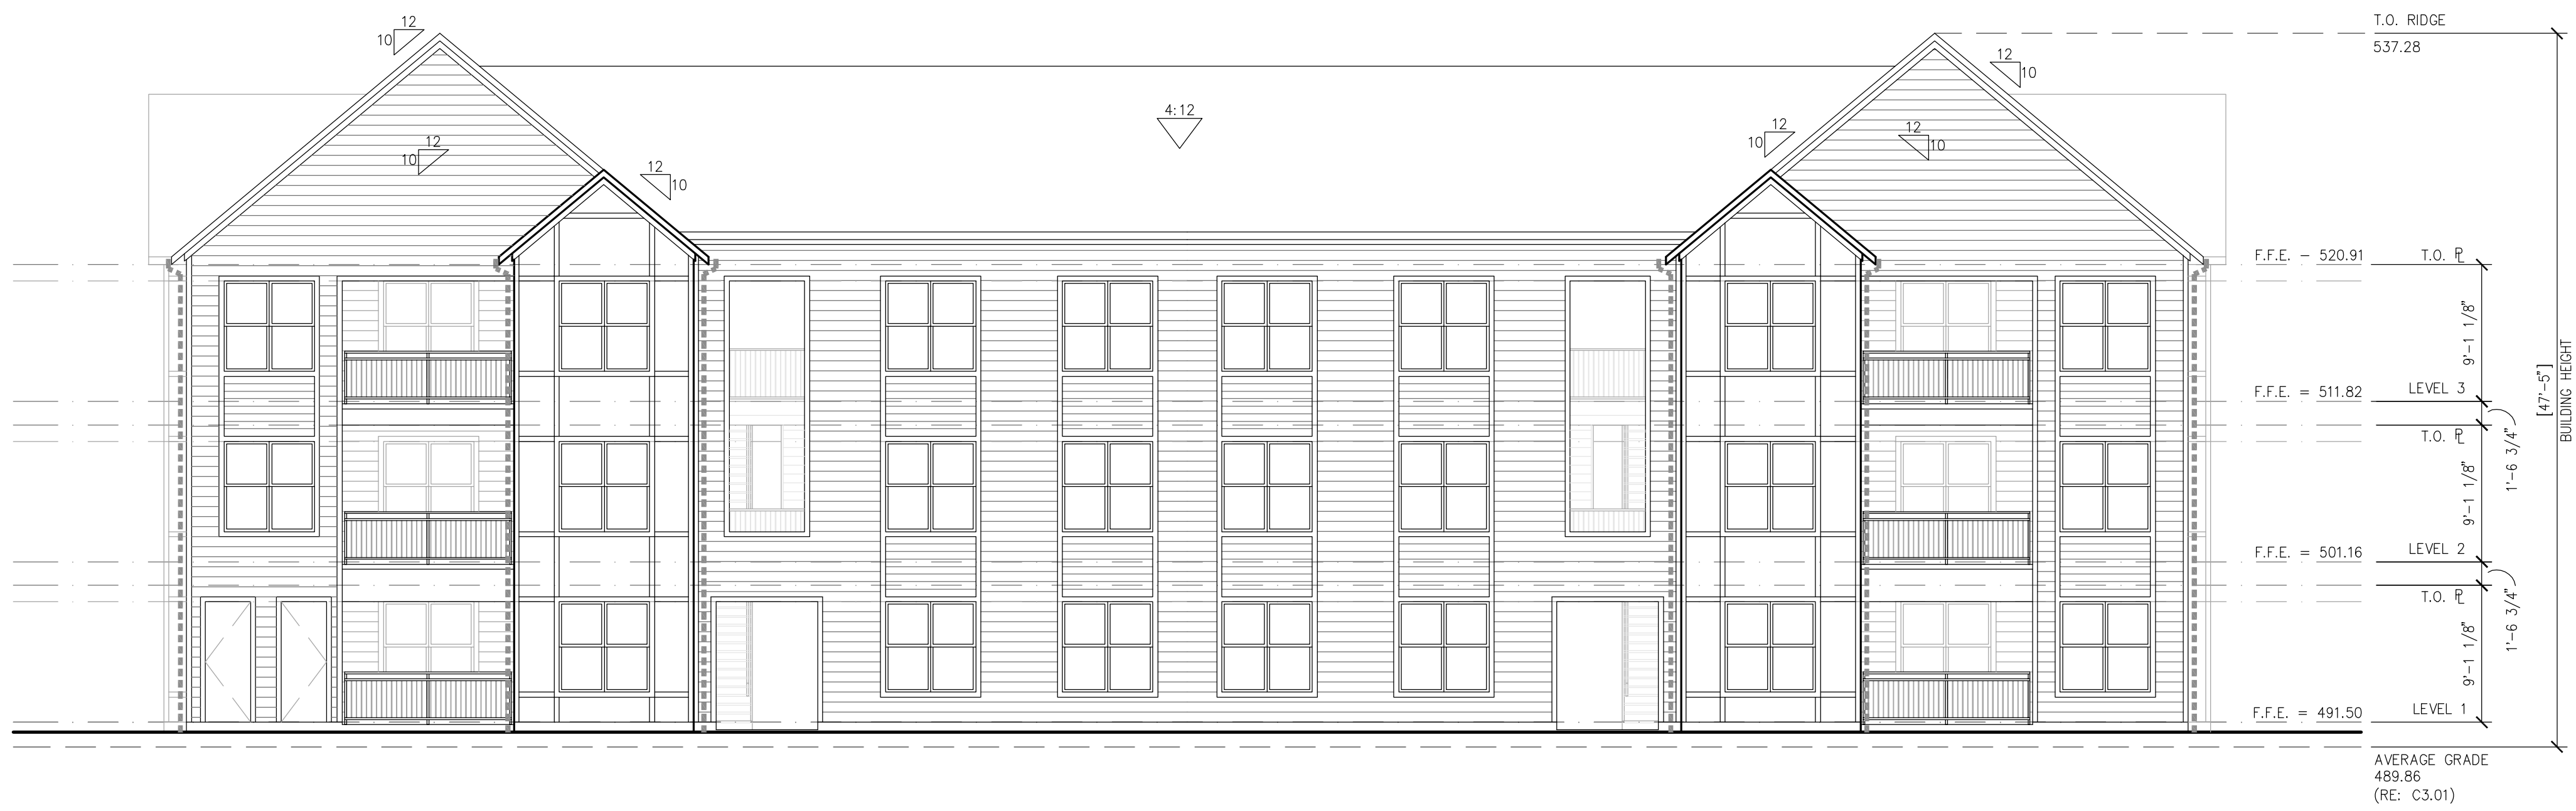 12
10
12
10
12
10
4:12
12
10
12
10
12
10
T.O. RIDGE
537.28
F.F.E. – 520.91 T.O. PL
9'–1 1/8"
F.F.E. = 511.82 LEVEL 3
T.O. PL
1'–6 3/4"
9'–1 1/8"
F.F.E. = 501.16 LEVEL 2
T.O. PL
1'–6 3/4"
9'–1 1/8"
F.F.E. = 491.50 LEVEL 1
[47'–5"]
BUILDING HEIGHT
AVERAGE GRADE
489.86
(RE: C3.01)